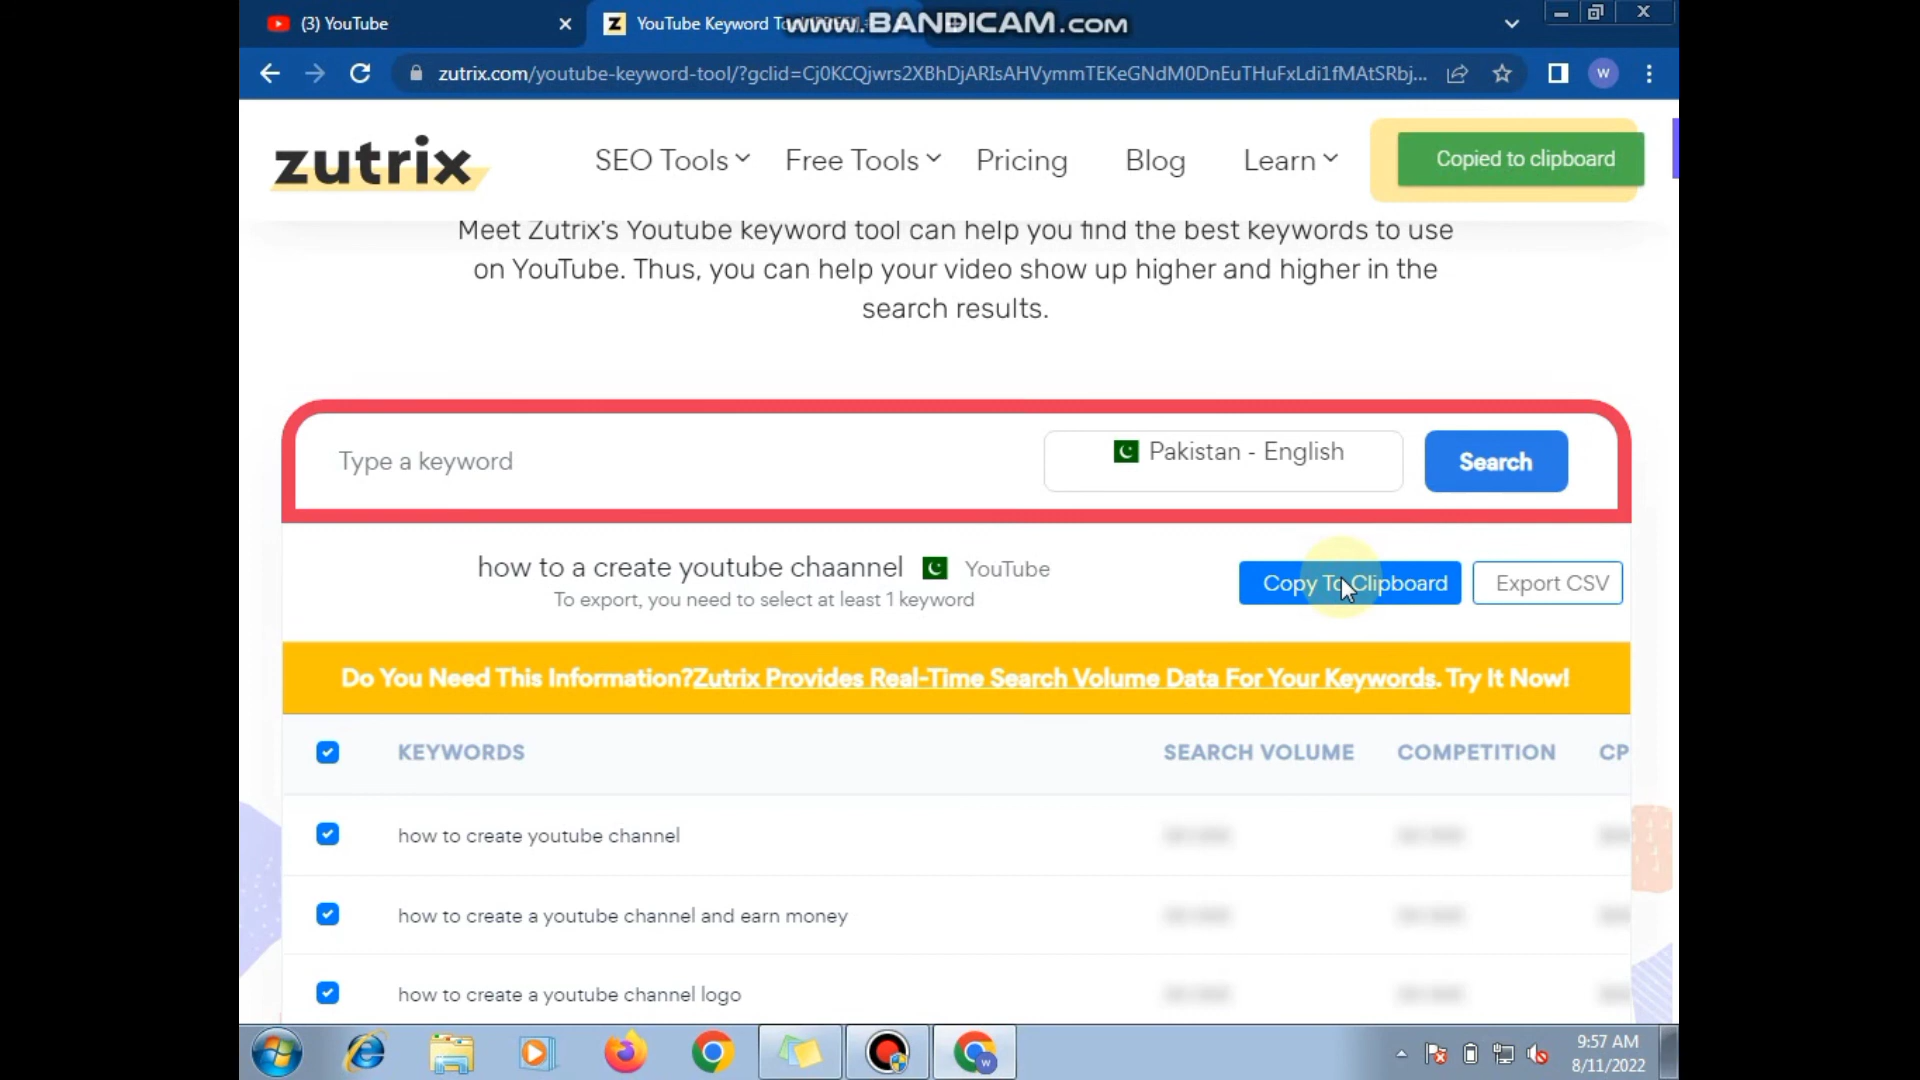 (3) YouTube
YouTube Keyword To
www.BANDICAM.com
zutrix.com/youtube-keyword-tool/?gclid=Cj0KCQjwrs2XBhDjARIsAHVymmTEKeGNdM0DnEuTHuFxLdi1fMAtSRbj...
W
zutrix
SEO Tools
Free Tools
Pricing
Blog
Learn
Copied to clipboard
Meet Zutrix's Youtube keyword tool can help you find the best keywords to use
on YouTube. Thus, you can help your video show up higher and higher in the
search results.
Type a keyword
Pakistan - English
Search
how to a create youtube chaannel
YouTube
To export, you need to select at least 1 keyword
Copy To Clipboard
Export CSV
Do You Need This Information?Zutrix Provides Real-Time Search Volume Data For Your Keywords. Try It Now!
KEYWORDS
SEARCH VOLUME
COMPETITION
CP
how to create youtube channel
how to create a youtube channel and earn money
how to create a youtube channel logo
9:57 AM
8/11/2022